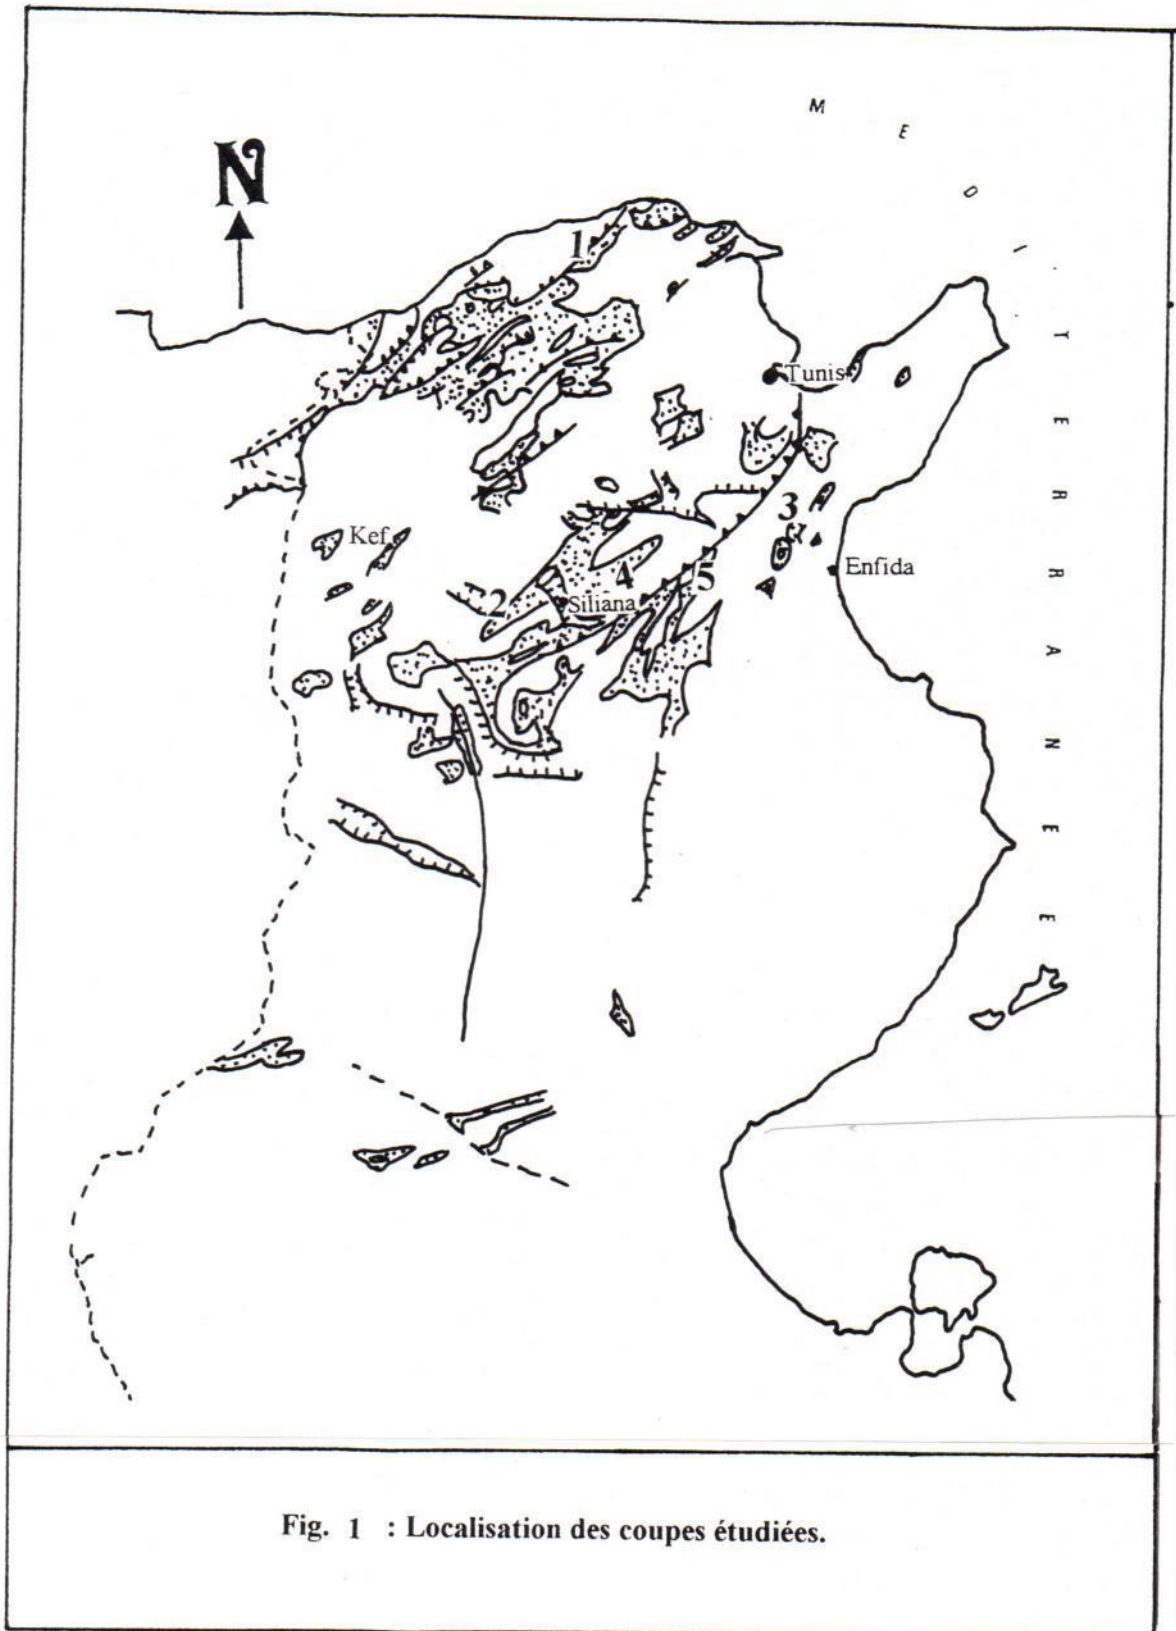 M E D I T E R R A N E E
N
1
Tunis
3
Kef
Enfida
4
5
2
Siliana
Fig. 1 : Localisation des coupes étudiées.